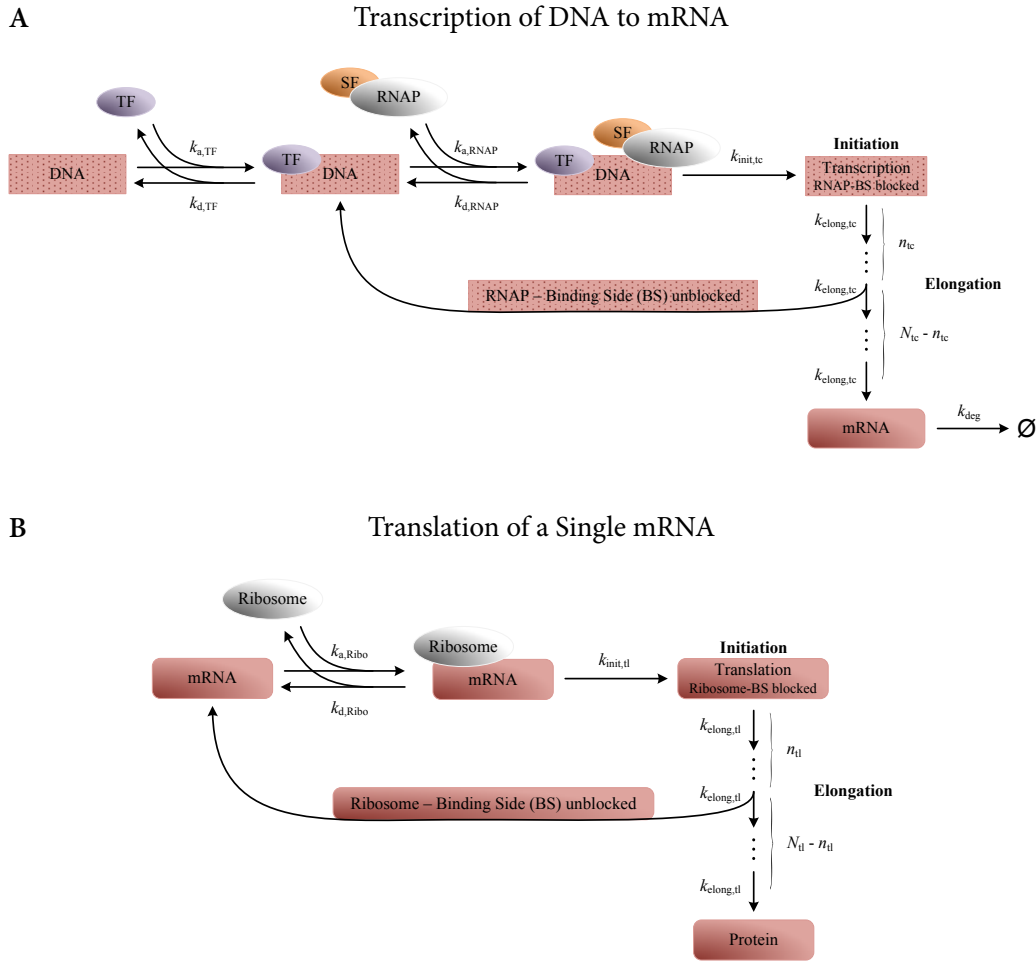 A
Transcription of DNA to mRNA
SF
RNAP
TF
k_a,TF
k_d,TF
DNA
TF
DNA
k_a,RNAP
k_d,RNAP
SF
RNAP
TF
DNA
k_init,tc
Initiation
Transcription
RNAP-BS blocked
k_elong,tc
n_tc
RNAP – Binding Side (BS) unblocked
k_elong,tc
Elongation
N_tc - n_tc
k_elong,tc
mRNA
k_deg
Ø
B
Translation of a Single mRNA
Ribosome
k_a,Ribo
k_d,Ribo
mRNA
Ribosome
mRNA
k_init,tl
Initiation
Translation
Ribosome-BS blocked
k_elong,tl
n_tl
Ribosome – Binding Side (BS) unblocked
k_elong,tl
Elongation
N_tl - n_tl
k_elong,tl
Protein